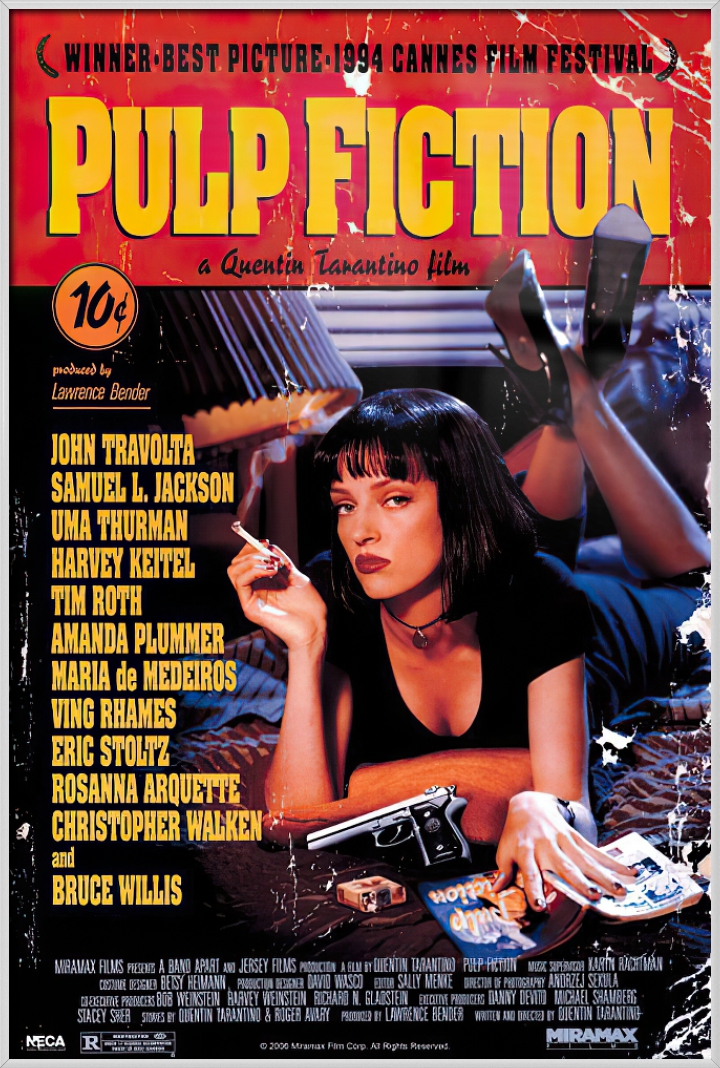 WINNER·BEST PICTURE·1994 CANNES FILM FESTIVAL
PULP FICTION
a Quentin Tarantino film
10¢
produced by
Lawrence Bender
JOHN TRAVOLTA
SAMUEL L. JACKSON
UMA THURMAN
HARVEY KEITEL
TIM ROTH
AMANDA PLUMMER
MARIA de MEDEIROS
VING RHAMES
ERIC STOLTZ
ROSANNA ARQUETTE
CHRISTOPHER WALKEN
and
BRUCE WILLIS
pulp
fiction
MIRAMAX FILMS PRESENTS A BAND APART AND JERSEY FILMS PRODUCTION A FILM BY QUENTIN TARANTINO PULP FICTION MUSIC SUPERVISOR KARYN RACHTMAN
COSTUME DESIGNER BETSY HEIMANN PRODUCTION DESIGNER DAVID WASCO EDITOR SALLY MENKE DIRECTOR OF PHOTOGRAPHY ANDRZEJ SEKULA
CO-EXECUTIVE PRODUCERS BOB WEINSTEIN HARVEY WEINSTEIN RICHARD N. GLADSTEIN EXECUTIVE PRODUCERS DANNY DEVITO MICHAEL SHAMBERG
STACEY SHER STORIES BY QUENTIN TARANTINO & ROGER AVARY PRODUCED BY LAWRENCE BENDER WRITTEN AND DIRECTED BY QUENTIN TARANTINO
NECA
R RESTRICTED
© 2006 Miramax Film Corp. All Rights Reserved.
MIRAMAX
FILMS